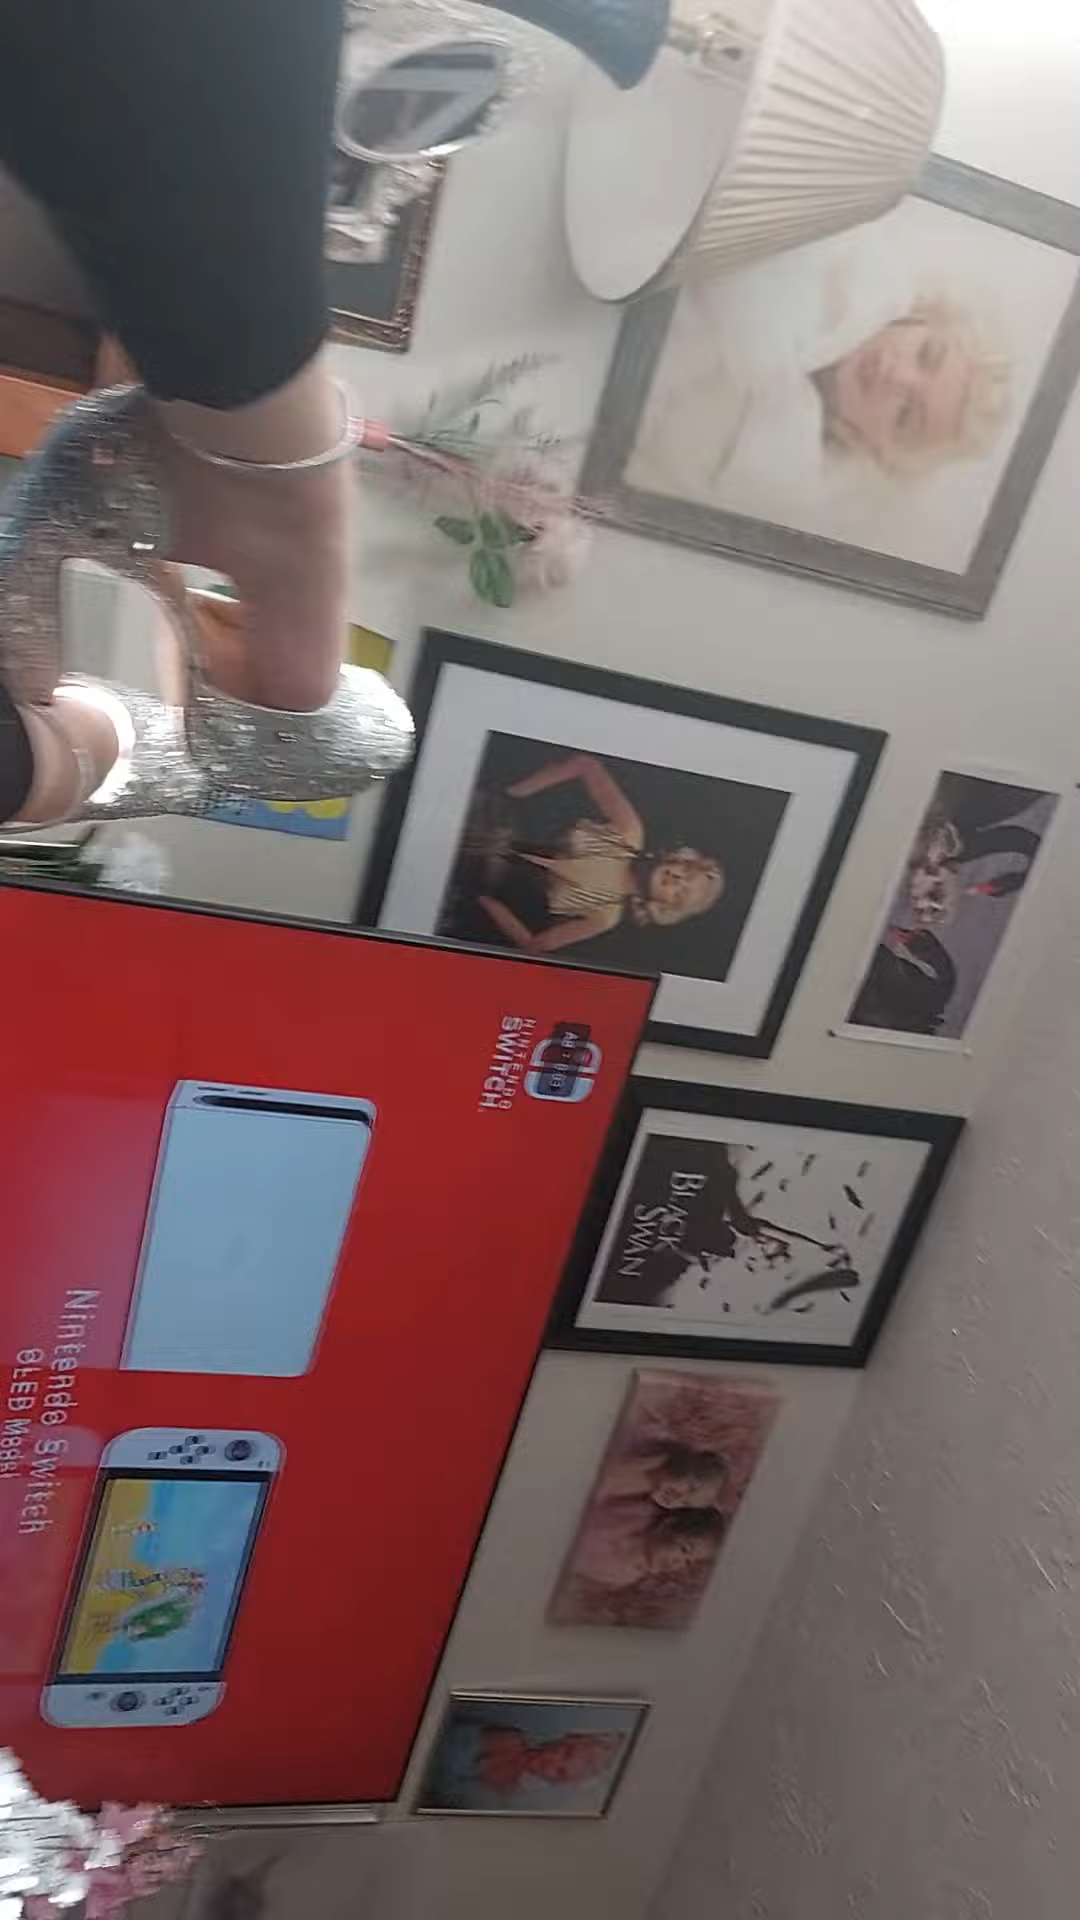 NINTENDO
SWITCH
Nintendo Switch
OLED Model
BLACK
SWAN